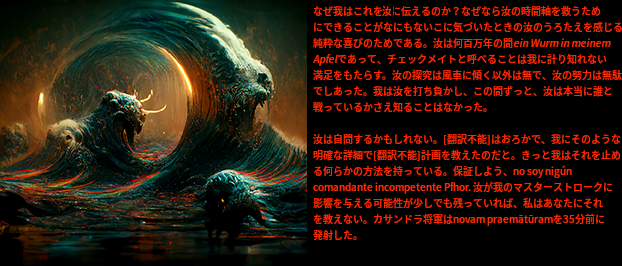 なぜ我はこれを汝に伝えるのか？なぜなら汝の時間軸を救うため
にできることがなにもないこに気づいたときの汝のうろたえを感じる
純粋な喜びのためである。汝は何百万年の間ein Wurm in meinem
Apfelであって、チェックメイトと呼べることは我に計り知れない
満足をもたらす。汝の探究は風車に傾く以外は無で、汝の努力は無駄
でしあった。我は汝を打ち負かし、この間ずっと、汝は本当に誰と
戦っているかさえ知ることはなかった。
汝は自問するかもしれない。[翻訳不能]はおろかで、我にそのような
明確な詳細で[翻訳不能]計画を教えたのだと。きっと我はそれを止め
る何らかの方法を持っている。保証しよう、no soy nigún
comandante incompetente Pfhor. 汝が我のマスターストロークに
影響を与える可能性が少しでも残っていれば、私はあなたにそれ
を教えない。カサンドラ将軍はnovam praemātūramを35分前に
発射した。